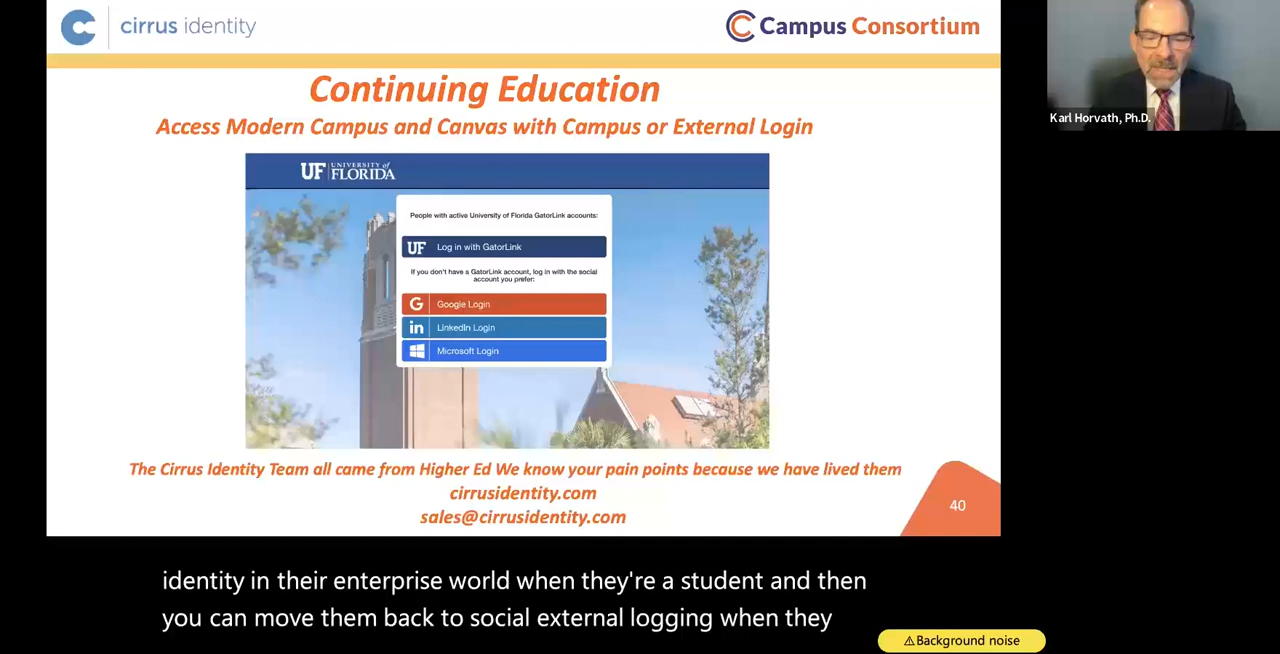 cirrus identity
Campus Consortium
Continuing Education
Access Modern Campus and Canvas with Campus or External Login
UF UNIVERSITY of FLORIDA
People with active University of Florida GatorLink accounts:
UF Log in with GatorLink
If you don't have a GatorLink account, log in with the social
account you prefer:
G Google Login
in LinkedIn Login
Microsoft Login
The Cirrus Identity Team all came from Higher Ed We know your pain points because we have lived them
cirrusidentity.com
sales@cirrusidentity.com
40
Karl Horvath, Ph.D.
identity in their enterprise world when they're a student and then
you can move them back to social external logging when they
⚠Background noise